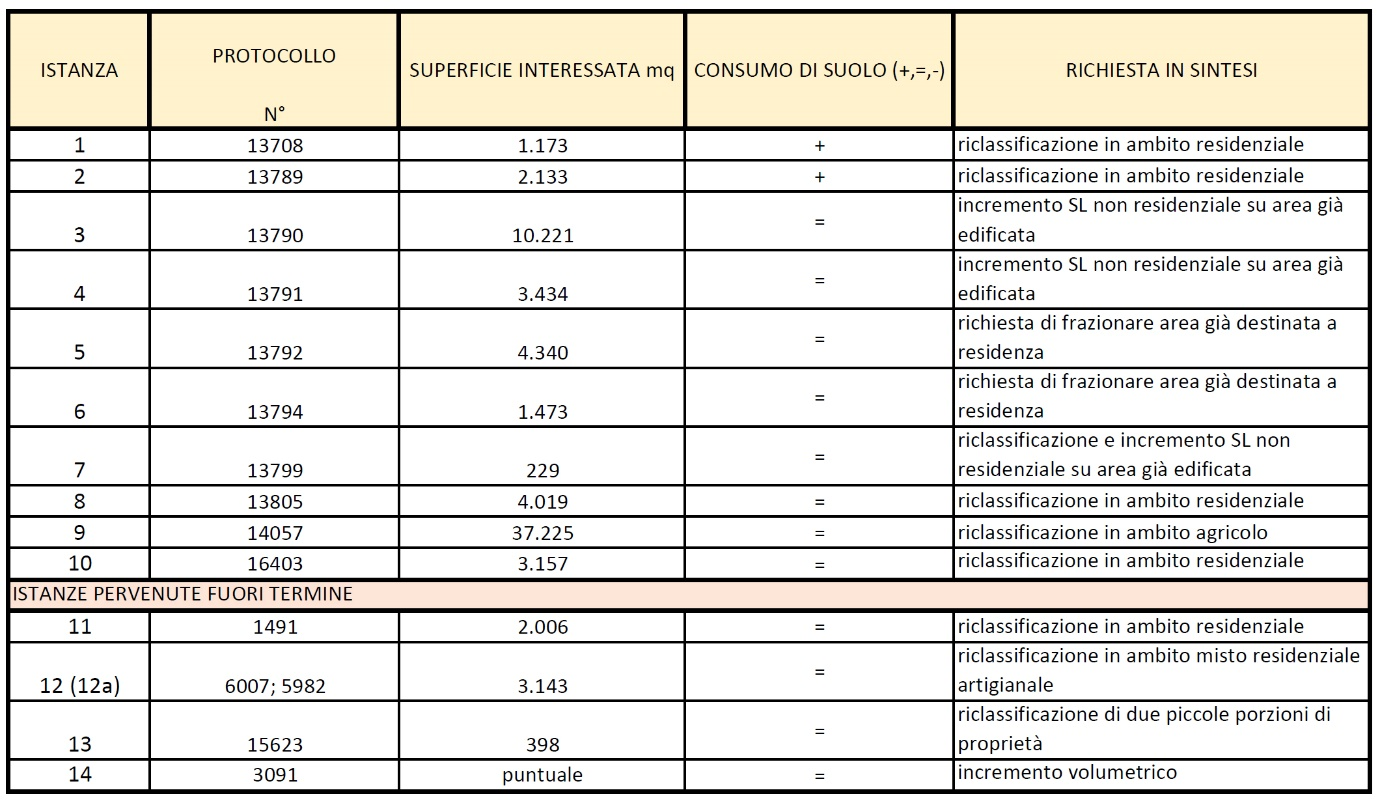 ISTANZA PROTOCOLLO N° SUPERFICIE INTERESSATA mq CONSUMO DI SUOLO (+,=,-) RICHIESTA IN SINTESI
1 13708 1.173 + riclassificazione in ambito residenziale
2 13789 2.133 + riclassificazione in ambito residenziale
3 13790 10.221 = incremento SL non residenziale su area già
edificata
4 13791 3.434 = incremento SL non residenziale su area già
edificata
5 13792 4.340 = richiesta di frazionare area già destinata a
residenza
6 13794 1.473 = richiesta di frazionare area già destinata a
residenza
7 13799 229 = riclassificazione e incremento SL non
residenziale su area già edificata
8 13805 4.019 = riclassificazione in ambito residenziale
9 14057 37.225 = riclassificazione in ambito agricolo
10 16403 3.157 = riclassificazione in ambito residenziale
ISTANZE PERVENUTE FUORI TERMINE
11 1491 2.006 = riclassificazione in ambito residenziale
12 (12a) 6007; 5982 3.143 = riclassificazione in ambito misto residenziale
artigianale
13 15623 398 = riclassificazione di due piccole porzioni di
proprietà
14 3091 puntuale = incremento volumetrico